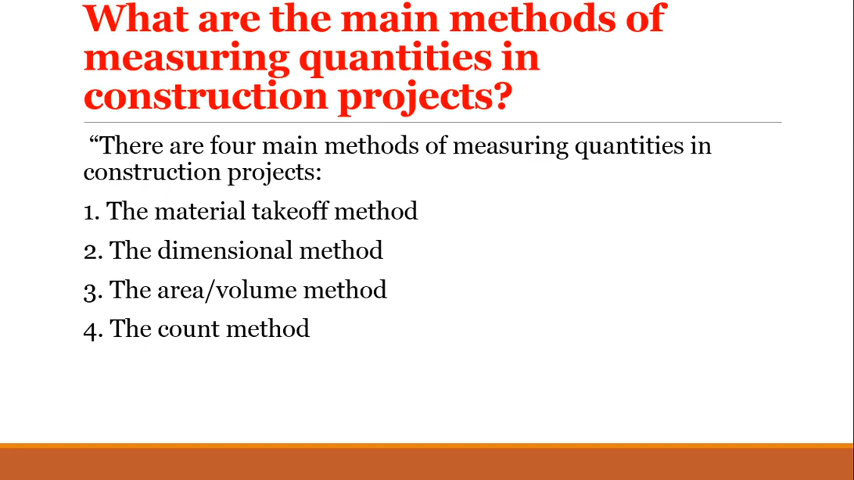 What are the main methods of
measuring quantities in
construction projects?
“There are four main methods of measuring quantities in
construction projects:
1. The material takeoff method
2. The dimensional method
3. The area/volume method
4. The count method